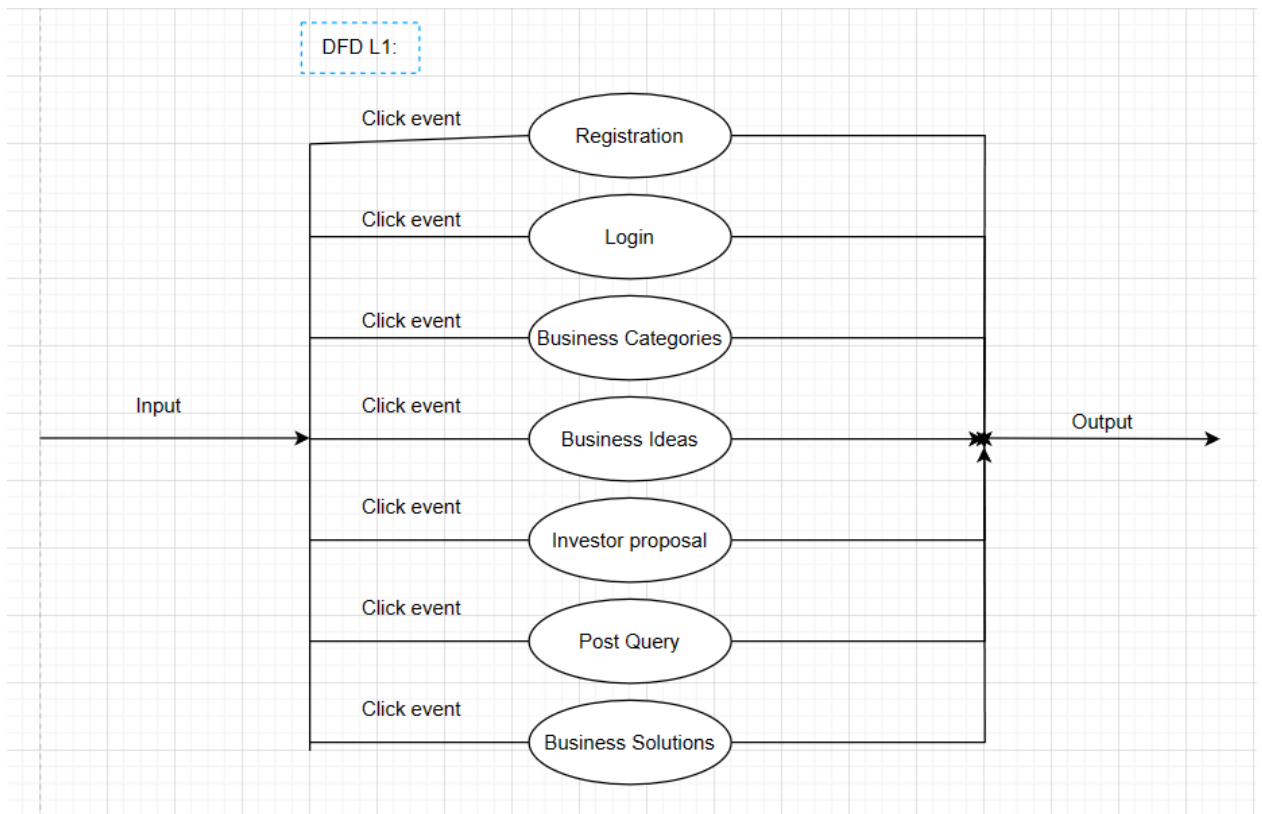 DFD L1:
Click event
Registration
Click event
Login
Click event
Business Categories
Input
Click event
Business Ideas
Output
Click event
Investor proposal
Click event
Post Query
Click event
Business Solutions